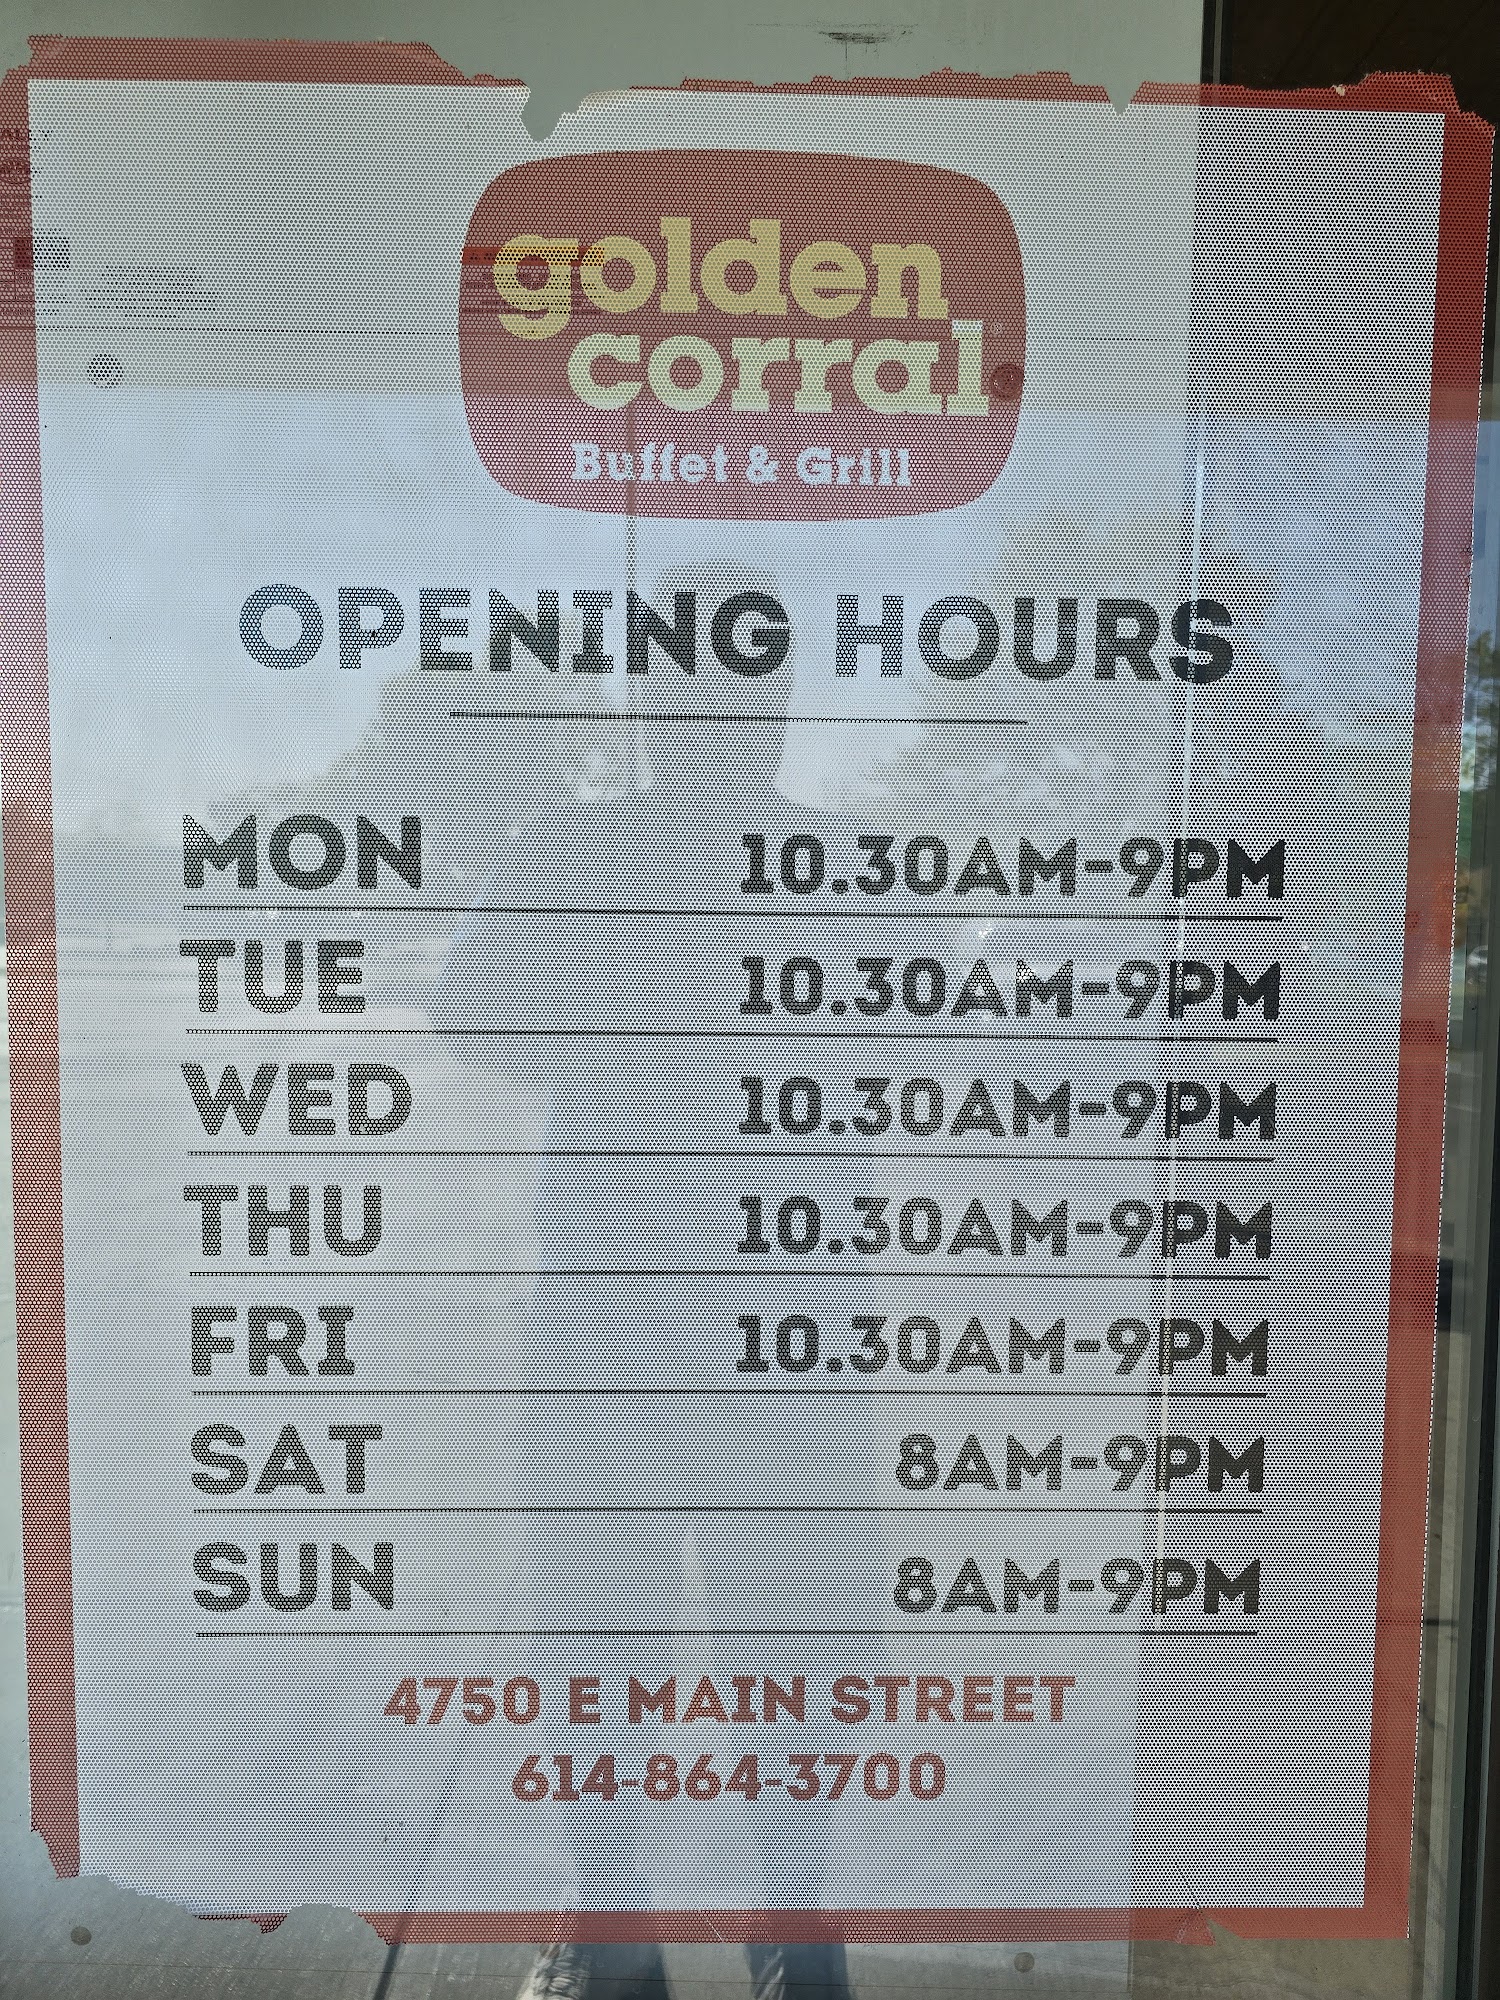 golden
corral®
Buffet & Grill
OPENING HOURS
MON 10.30AM-9PM
TUE 10.30AM-9PM
WED 10.30AM-9PM
THU 10.30AM-9PM
FRI 10.30AM-9PM
SAT 8AM-9PM
SUN 8AM-9PM
4750 E MAIN STREET
614-864-3700